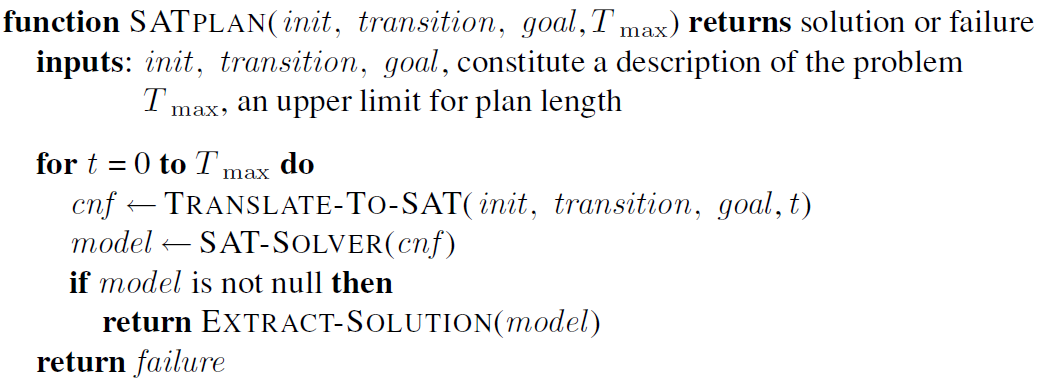 function SATPLAN(init, transition, goal, T max) returns solution or failure
inputs: init, transition, goal, constitute a description of the problem
T max, an upper limit for plan length
for t = 0 to T max do
cnf ← TRANSLATE-TO-SAT(init, transition, goal, t)
model ← SAT-SOLVER(cnf)
if model is not null then
return EXTRACT-SOLUTION(model)
return failure